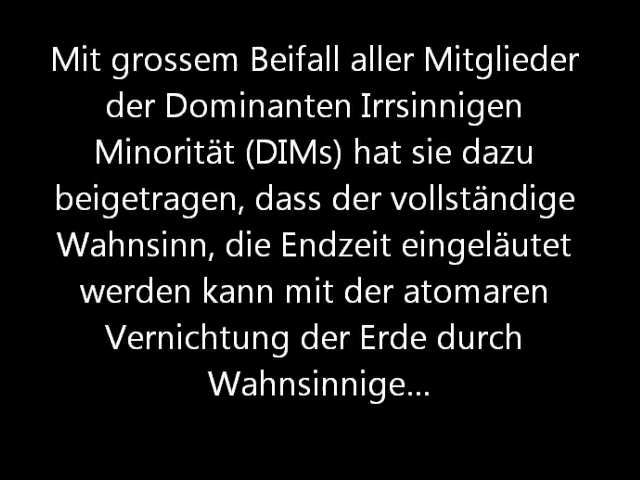 Mit grossem Beifall aller Mitglieder
der Dominanten Irrsinnigen
Minorität (DIMs) hat sie dazu
beigetragen, dass der vollständige
Wahnsinn, die Endzeit eingeläutet
werden kann mit der atomaren
Vernichtung der Erde durch
Wahnsinnige...